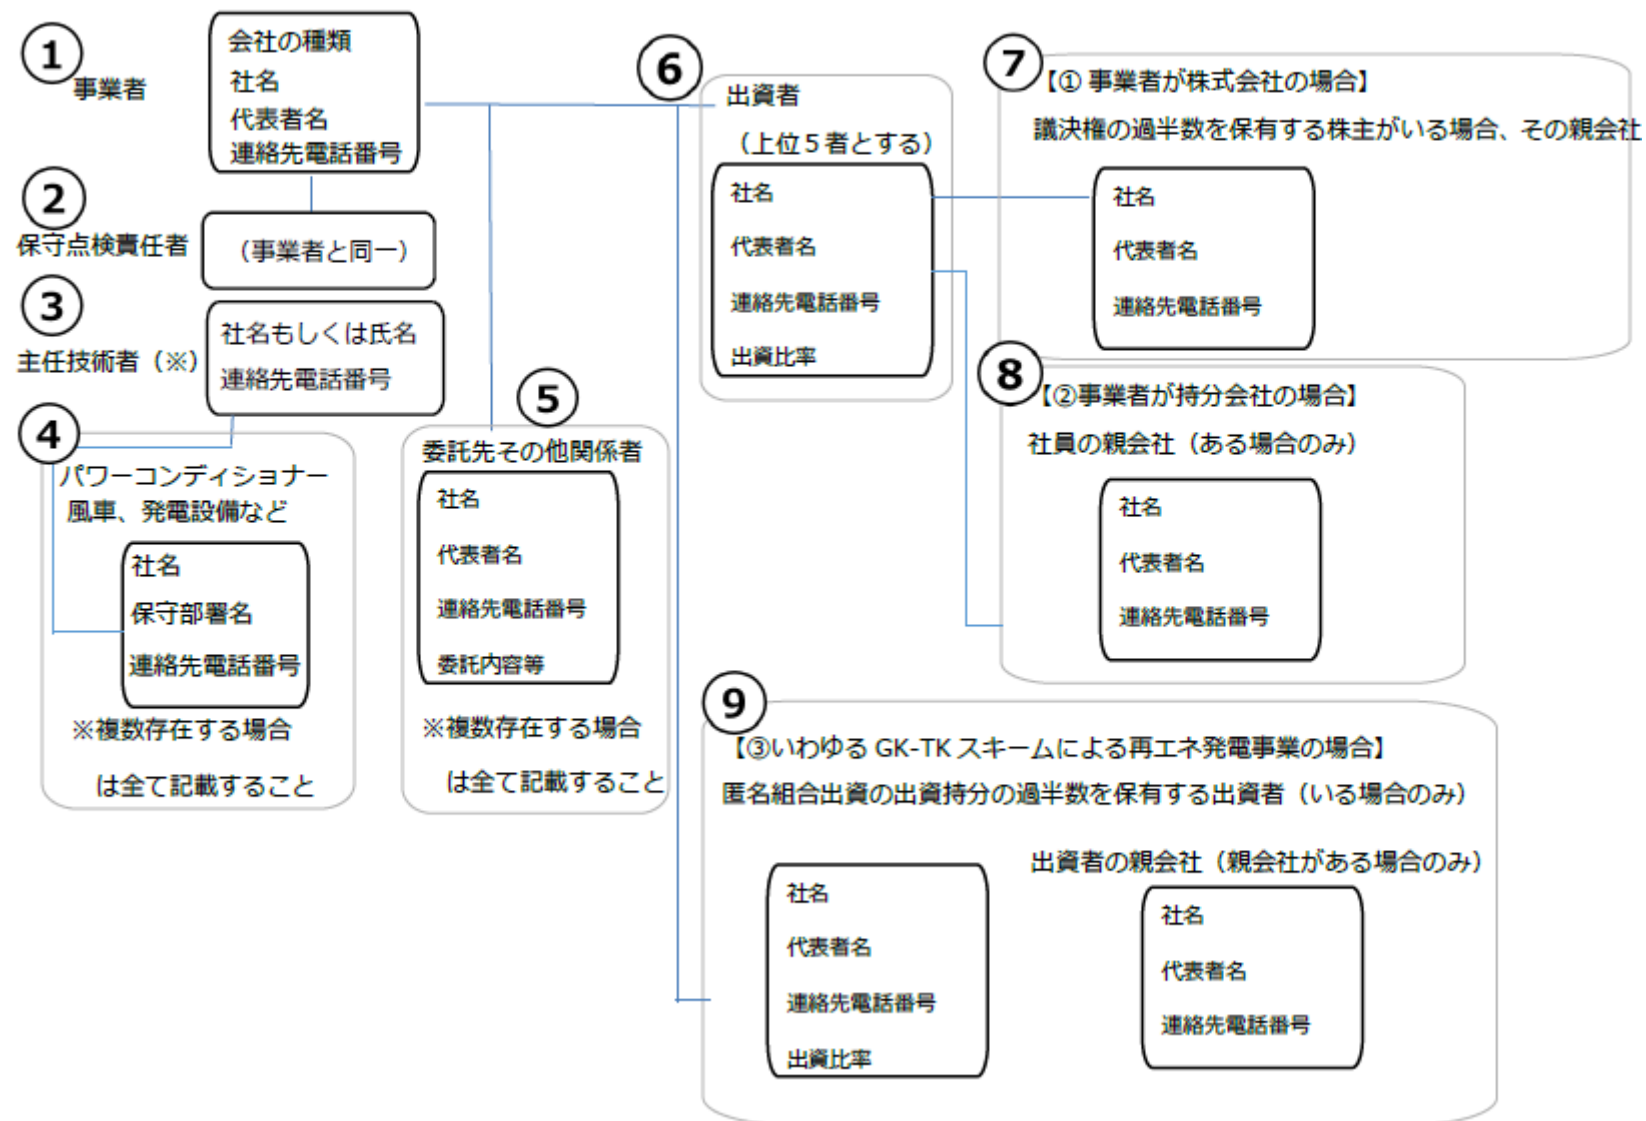 1
事業者
会社の種類
社名
代表者名
連絡先電話番号
2
保守点検責任者
（事業者と同一）
3
主任技術者（※）
社名もしくは氏名
連絡先電話番号
4
パワーコンディショナー
風車、発電設備など
社名
保守部署名
連絡先電話番号
※複数存在する場合
は全て記載すること
5
委託先その他関係者
社名
代表者名
連絡先電話番号
委託内容等
※複数存在する場合
は全て記載すること
6
出資者
（上位５者とする）
社名
代表者名
連絡先電話番号
出資比率
7
【① 事業者が株式会社の場合】
議決権の過半数を保有する株主がいる場合、その親会社
社名
代表者名
連絡先電話番号
8
【②事業者が持分会社の場合】
社員の親会社（ある場合のみ）
社名
代表者名
連絡先電話番号
9
【③いわゆる GK-TK スキームによる再エネ発電事業の場合】
匿名組合出資の出資持分の過半数を保有する出資者（いる場合のみ）
社名
代表者名
連絡先電話番号
出資比率
出資者の親会社（親会社がある場合のみ）
社名
代表者名
連絡先電話番号